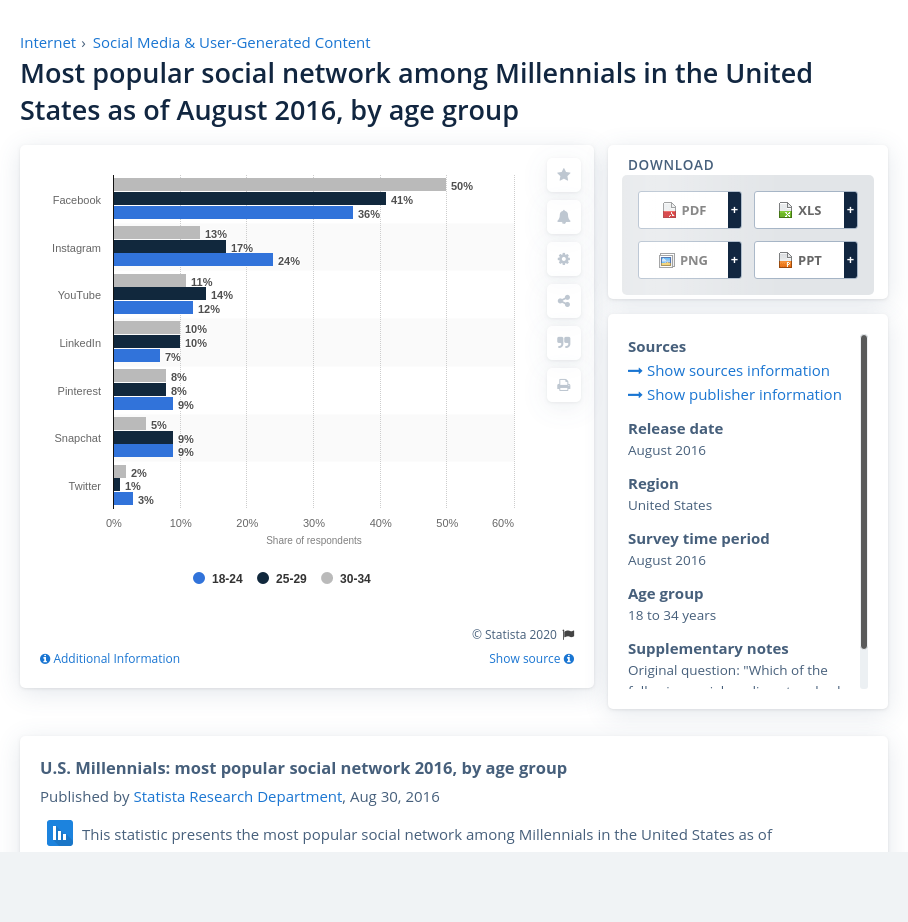 Internet › Social Media & User-Generated Content
Most popular social network among Millennials in the United
States as of August 2016, by age group
Facebook
50%
41%
36%
Instagram
13%
17%
24%
YouTube
11%
14%
12%
LinkedIn
10%
10%
7%
Pinterest
8%
8%
9%
Snapchat
5%
9%
9%
Twitter
2%
1%
3%
0% 10% 20% 30% 40% 50% 60%
Share of respondents
18-24 25-29 30-34
© Statista 2020
Additional Information
Show source
DOWNLOAD
PDF + XLS +
PNG + PPT +
Sources
Show sources information
Show publisher information
Release date
August 2016
Region
United States
Survey time period
August 2016
Age group
18 to 34 years
Supplementary notes
Original question: "Which of the
U.S. Millennials: most popular social network 2016, by age group
Published by Statista Research Department, Aug 30, 2016
This statistic presents the most popular social network among Millennials in the United States as of